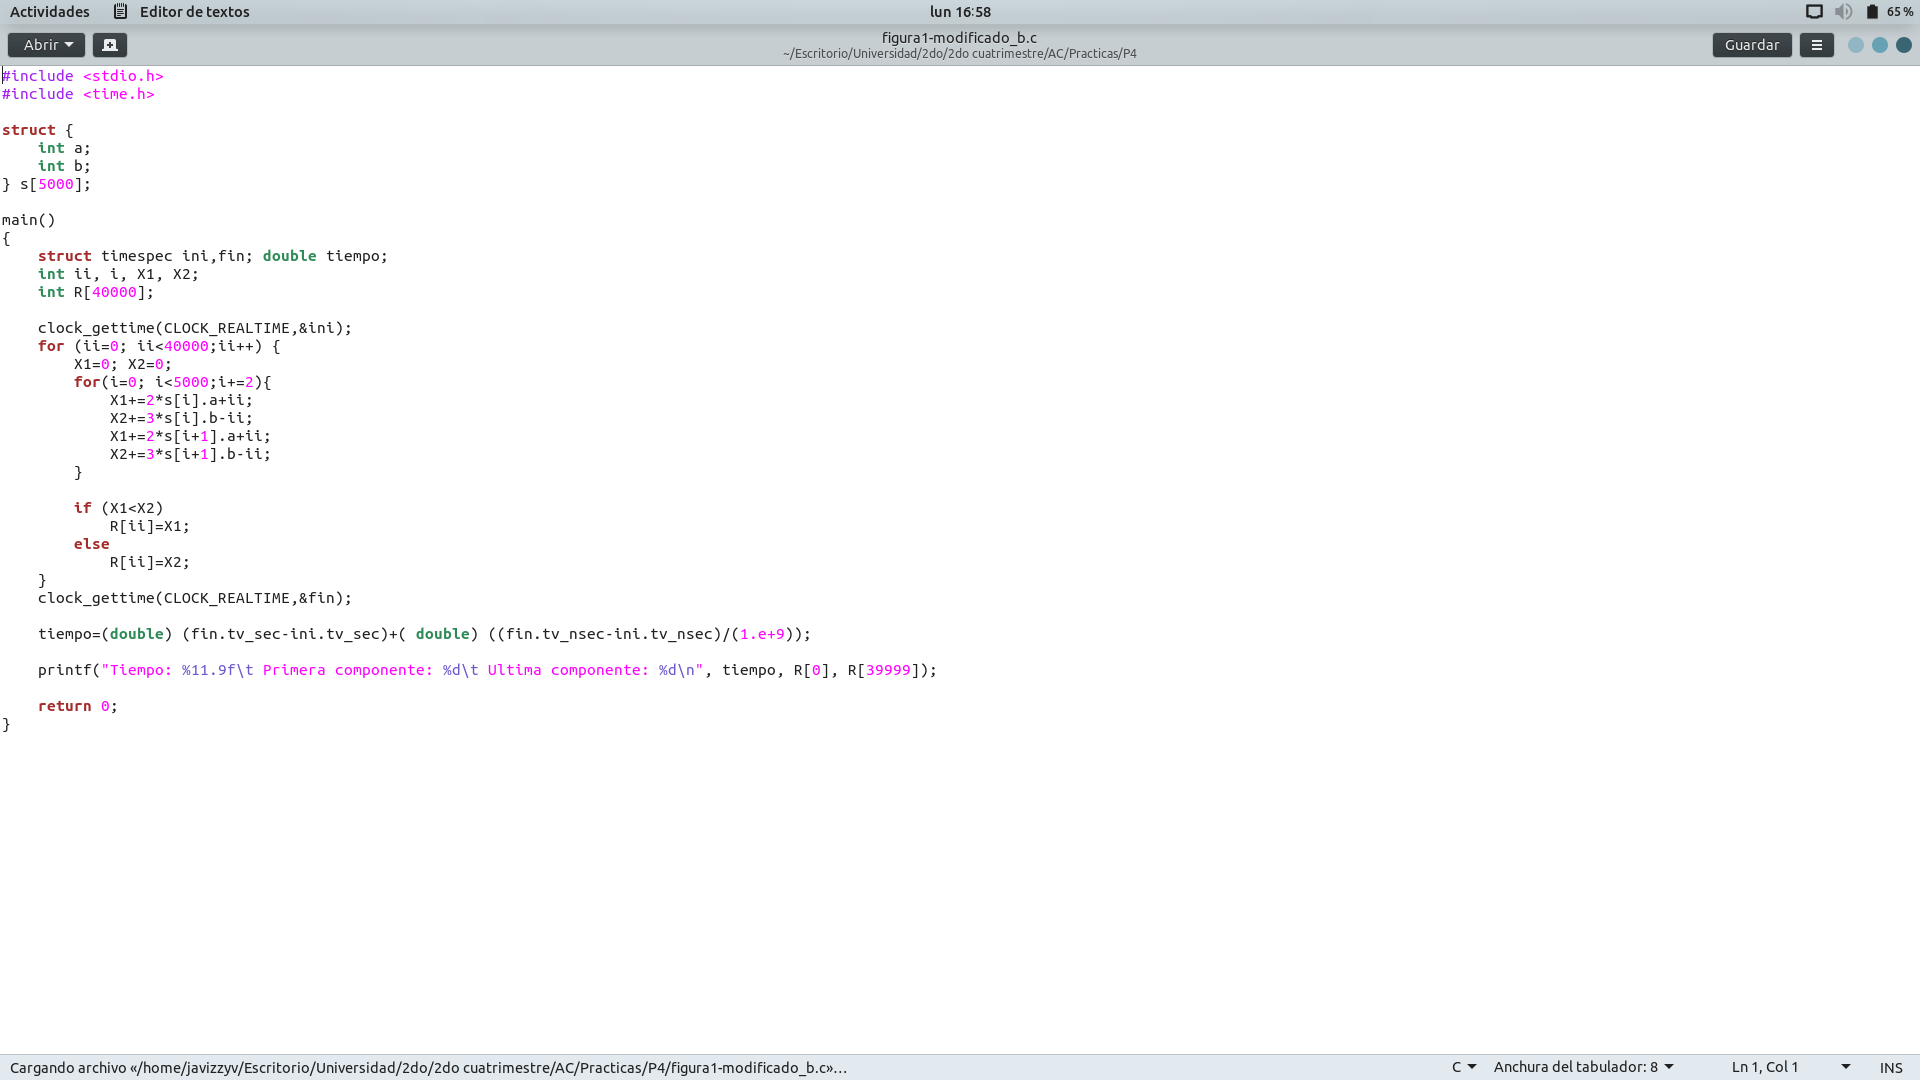 Actividades Editor de textos lun 16:58 65 %
Abrir figura1-modificado_b.c Guardar
~/Escritorio/Universidad/2do/2do cuatrimestre/AC/Practicas/P4
#include <stdio.h>
#include <time.h>

struct {
    int a;
    int b;
} s[5000];

main()
{
    struct timespec ini,fin; double tiempo;
    int ii, i, X1, X2;
    int R[40000];

    clock_gettime(CLOCK_REALTIME,&ini);
    for (ii=0; ii<40000;ii++) {
        X1=0; X2=0;
        for(i=0; i<5000;i+=2){
            X1+=2*s[i].a+ii;
            X2+=3*s[i].b-ii;
            X1+=2*s[i+1].a+ii;
            X2+=3*s[i+1].b-ii;
        }

        if (X1<X2)
            R[ii]=X1;
        else
            R[ii]=X2;
    }
    clock_gettime(CLOCK_REALTIME,&fin);

    tiempo=(double) (fin.tv_sec-ini.tv_sec)+( double) ((fin.tv_nsec-ini.tv_nsec)/(1.e+9));

    printf("Tiempo: %11.9f\t Primera componente: %d\t Ultima componente: %d\n", tiempo, R[0], R[39999]);

    return 0;
}
Cargando archivo «/home/javizzyv/Escritorio/Universidad/2do/2do cuatrimestre/AC/Practicas/P4/figura1-modificado_b.c»… C Anchura del tabulador: 8 Ln 1, Col 1 INS